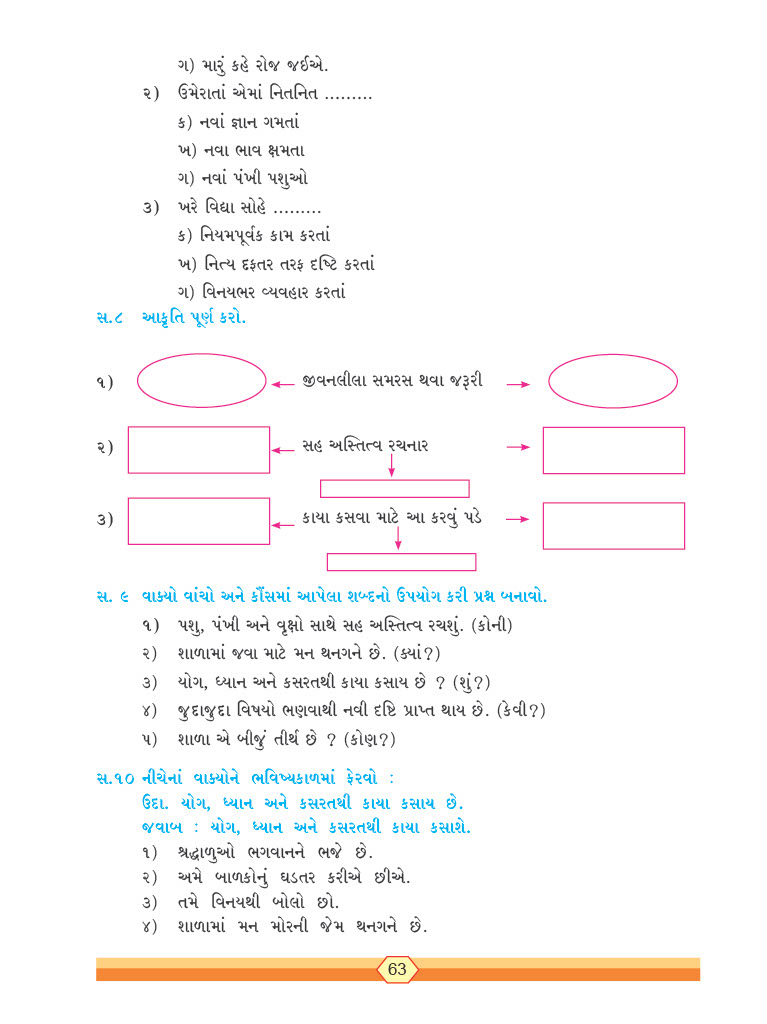 ગ) મારું કહે રોજ જઈએ.
૨) ઉમેરાતાં એમાં નિતનિત .........
ક) નવાં જ્ઞાન ગમતાં
ખ) નવા ભાવ ક્ષમતા
ગ) નવાં પંખી પશુઓ
૩) ખરે વિદ્યા સોહે .........
ક) નિયમપૂર્વક કામ કરતાં
ખ) નિત્ય દફતર તરફ દૃષ્ટિ કરતાં
ગ) વિનયભર વ્યવહાર કરતાં
સ.૮ આકૃતિ પૂર્ણ કરો.
૧) જીવનલીલા સમરસ થવા જરૂરી
૨) સહ અસ્તિત્વ રચનાર
૩) કાયા કસવા માટે આ કરવું પડે
સ. ૯ વાક્યો વાંચો અને કૌંસમાં આપેલા શબ્દનો ઉપયોગ કરી પ્રશ્ન બનાવો.
૧) પશુ, પંખી અને વૃક્ષો સાથે સહ અસ્તિત્વ રચશું. (કોની)
૨) શાળામાં જવા માટે મન થનગને છે. (ક્યાં?)
૩) યોગ, ધ્યાન અને કસરતથી કાયા કસાય છે ? (શું?)
૪) જુદાજુદા વિષયો ભણવાથી નવી દૃષ્ટિ પ્રાપ્ત થાય છે. (કેવી?)
૫) શાળા એ બીજું તીર્થ છે ? (કોણ?)
સ.૧૦ નીચેનાં વાક્યોને ભવિષ્યકાળમાં ફેરવો :
ઉદા. યોગ, ધ્યાન અને કસરતથી કાયા કસાય છે.
જવાબ : યોગ, ધ્યાન અને કસરતથી કાયા કસાશે.
૧) શ્રદ્ધાળુઓ ભગવાનને ભજે છે.
૨) અમે બાળકોનું ઘડતર કરીએ છીએ.
૩) તમે વિનયથી બોલો છો.
૪) શાળામાં મન મોરની જેમ થનગને છે.
63